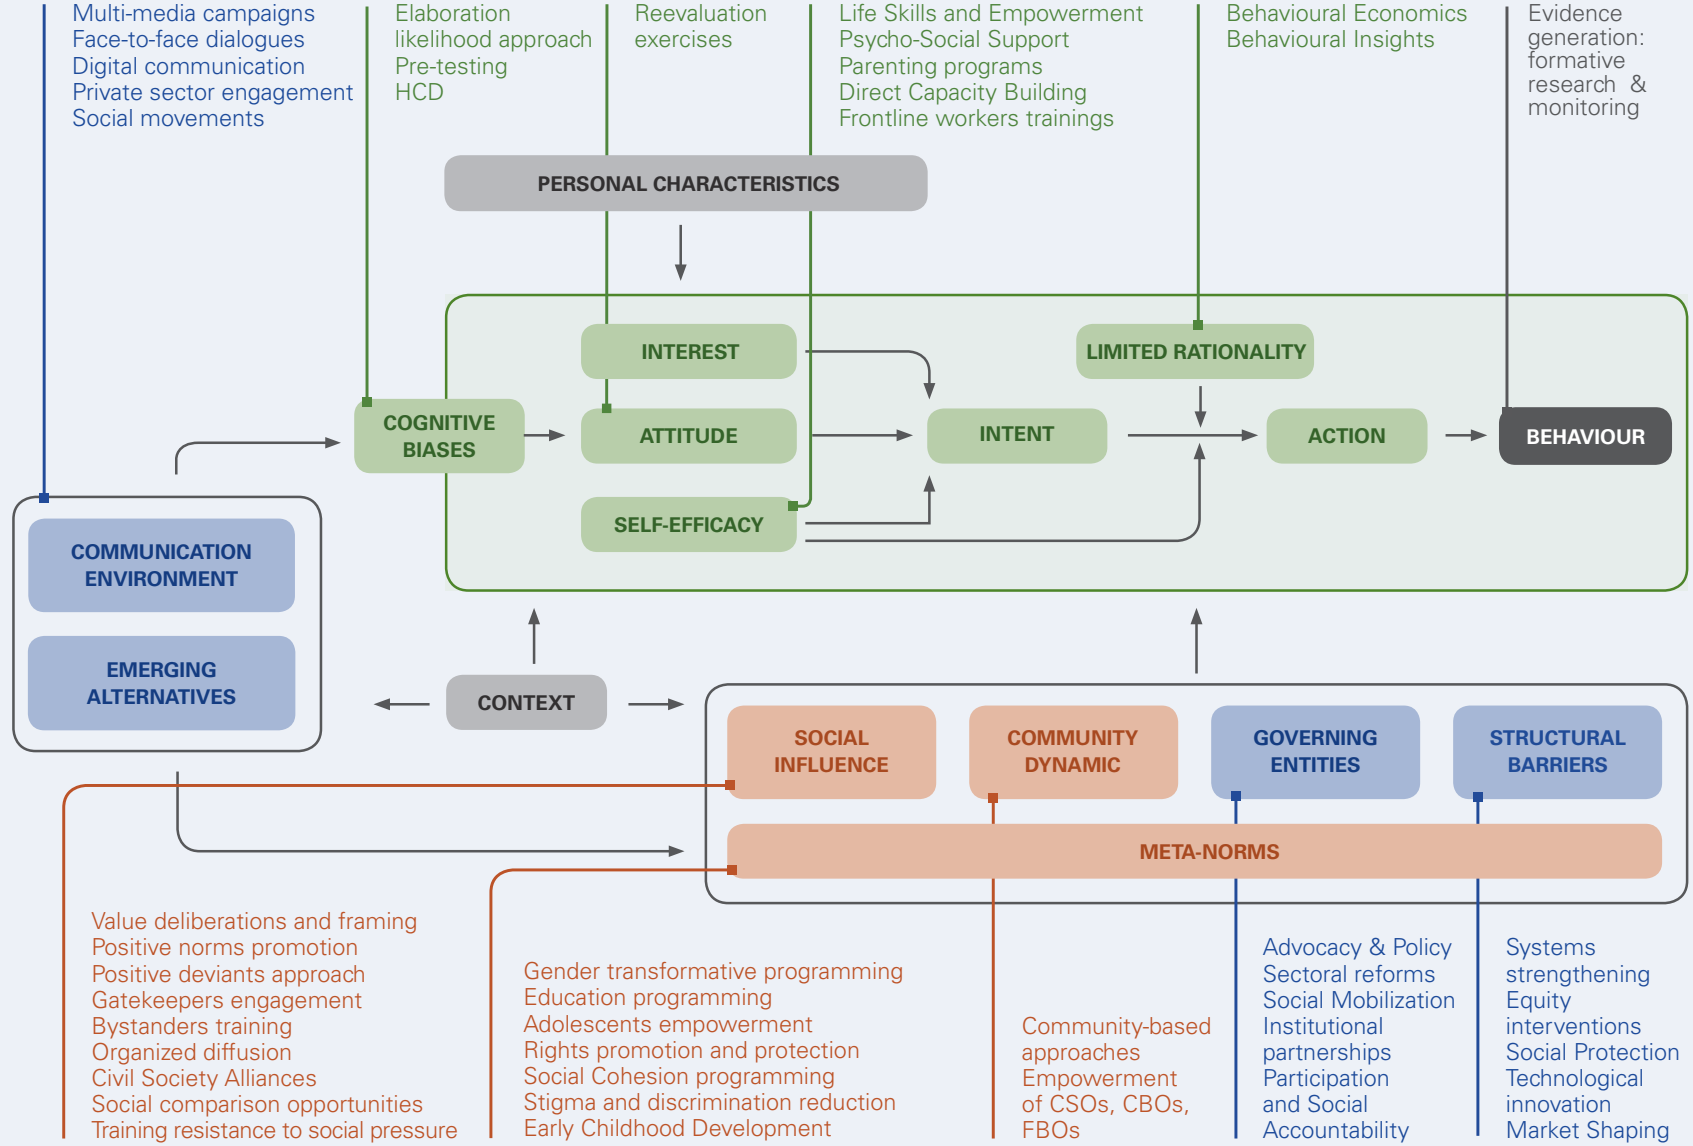 Multi-media campaigns
Face-to-face dialogues
Digital communication
Private sector engagement
Social movements
Elaboration
likelihood approach
Pre-testing
HCD
Reevaluation
exercises
Life Skills and Empowerment
Psycho-Social Support
Parenting programs
Direct Capacity Building
Frontline workers trainings
Behavioural Economics
Behavioural Insights
Evidence
generation:
formative
research &
monitoring
PERSONAL CHARACTERISTICS
INTEREST
LIMITED RATIONALITY
COGNITIVE
BIASES
ATTITUDE
INTENT
ACTION
BEHAVIOUR
SELF-EFFICACY
COMMUNICATION
ENVIRONMENT
EMERGING
ALTERNATIVES
CONTEXT
SOCIAL
INFLUENCE
COMMUNITY
DYNAMIC
GOVERNING
ENTITIES
STRUCTURAL
BARRIERS
META-NORMS
Value deliberations and framing
Positive norms promotion
Positive deviants approach
Gatekeepers engagement
Bystanders training
Organized diffusion
Civil Society Alliances
Social comparison opportunities
Training resistance to social pressure
Gender transformative programming
Education programming
Adolescents empowerment
Rights promotion and protection
Social Cohesion programming
Stigma and discrimination reduction
Early Childhood Development
Community-based
approaches
Empowerment
of CSOs, CBOs,
FBOs
Advocacy & Policy
Sectoral reforms
Social Mobilization
Institutional
partnerships
Participation
and Social
Accountability
Systems
strengthening
Equity
interventions
Social Protection
Technological
innovation
Market Shaping